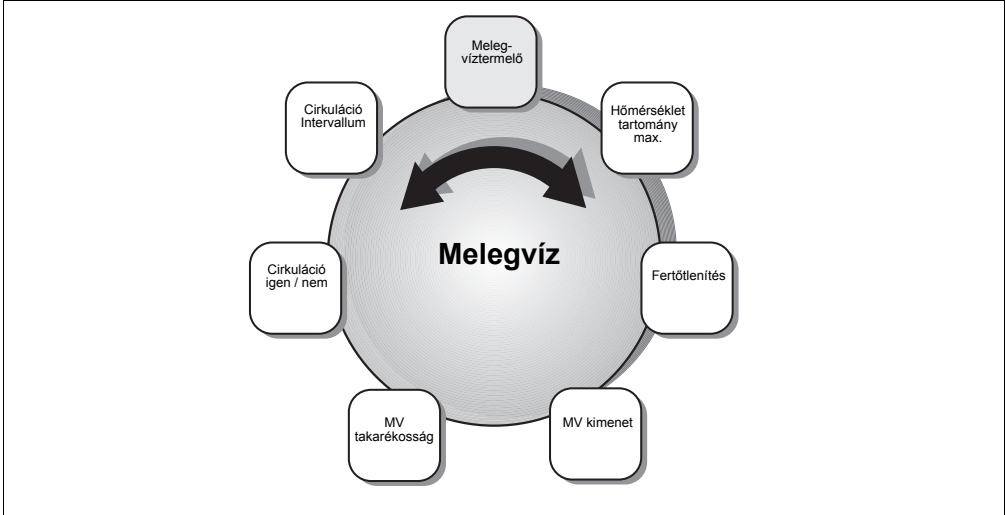 Meleg-
víztermelő
Hőmérséklet
tartomány
max.
Fertőtlenítés
MV kimenet
MV
takarékosság
Cirkuláció
igen / nem
Cirkuláció
Intervallum
Melegvíz